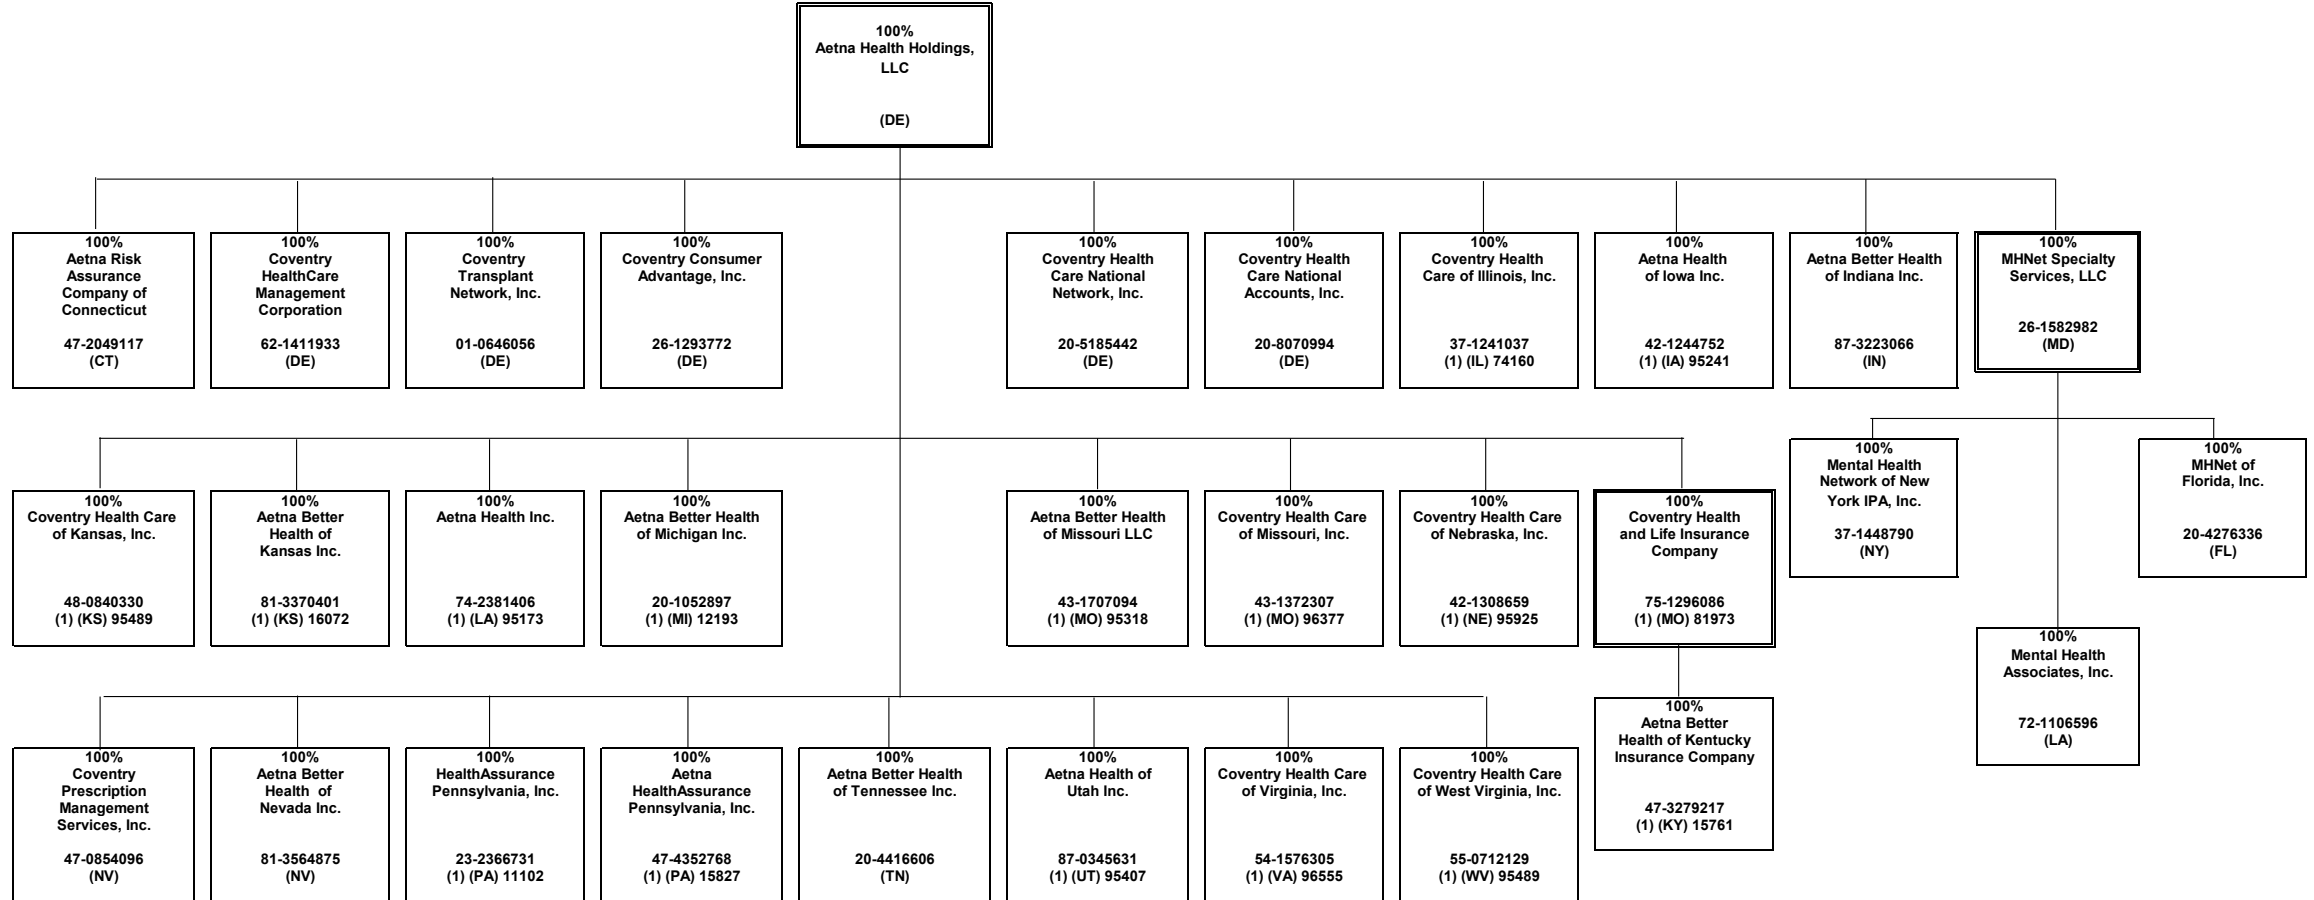 100%
Aetna Health Holdings,
LLC
(DE)
100%
Aetna Risk
Assurance
Company of
Connecticut
47-2049117
(CT)
100%
Coventry
HealthCare
Management
Corporation
62-1411933
(DE)
100%
Coventry
Transplant
Network, Inc.
01-0646056
(DE)
100%
Coventry Consumer
Advantage, Inc.
26-1293772
(DE)
100%
Coventry Health
Care National
Network, Inc.
20-5185442
(DE)
100%
Coventry Health
Care National
Accounts, Inc.
20-8070994
(DE)
100%
Coventry Health
Care of Illinois, Inc.
37-1241037
(1) (IL) 74160
100%
Aetna Health
of Iowa Inc.
42-1244752
(1) (IA) 95241
100%
Aetna Better Health
of Indiana Inc.
87-3223066
(IN)
100%
MHNet Specialty
Services, LLC
26-1582982
(MD)
100%
Mental Health
Network of New
York IPA, Inc.
37-1448790
(NY)
100%
MHNet of
Florida, Inc.
20-4276336
(FL)
100%
Coventry Health Care
of Kansas, Inc.
48-0840330
(1) (KS) 95489
100%
Aetna Better
Health of
Kansas Inc.
81-3370401
(1) (KS) 16072
100%
Aetna Health Inc.
74-2381406
(1) (LA) 95173
100%
Aetna Better Health
of Michigan Inc.
20-1052897
(1) (MI) 12193
100%
Aetna Better Health
of Missouri LLC
43-1707094
(1) (MO) 95318
100%
Coventry Health Care
of Missouri, Inc.
43-1372307
(1) (MO) 96377
100%
Coventry Health Care
of Nebraska, Inc.
42-1308659
(1) (NE) 95925
100%
Coventry Health
and Life Insurance
Company
75-1296086
(1) (MO) 81973
100%
Mental Health
Associates, Inc.
72-1106596
(LA)
100%
Aetna Better
Health of Kentucky
Insurance Company
47-3279217
(1) (KY) 15761
100%
Coventry
Prescription
Management
Services, Inc.
47-0854096
(NV)
100%
Aetna Better
Health of
Nevada Inc.
81-3564875
(NV)
100%
HealthAssurance
Pennsylvania, Inc.
23-2366731
(1) (PA) 11102
100%
Aetna
HealthAssurance
Pennsylvania, Inc.
47-4352768
(1) (PA) 15827
100%
Aetna Better Health
of Tennessee Inc.
20-4416606
(TN)
100%
Aetna Health of
Utah Inc.
87-0345631
(1) (UT) 95407
100%
Coventry Health Care
of Virginia, Inc.
54-1576305
(1) (VA) 96555
100%
Coventry Health Care
of West Virginia, Inc.
55-0712129
(1) (WV) 95489